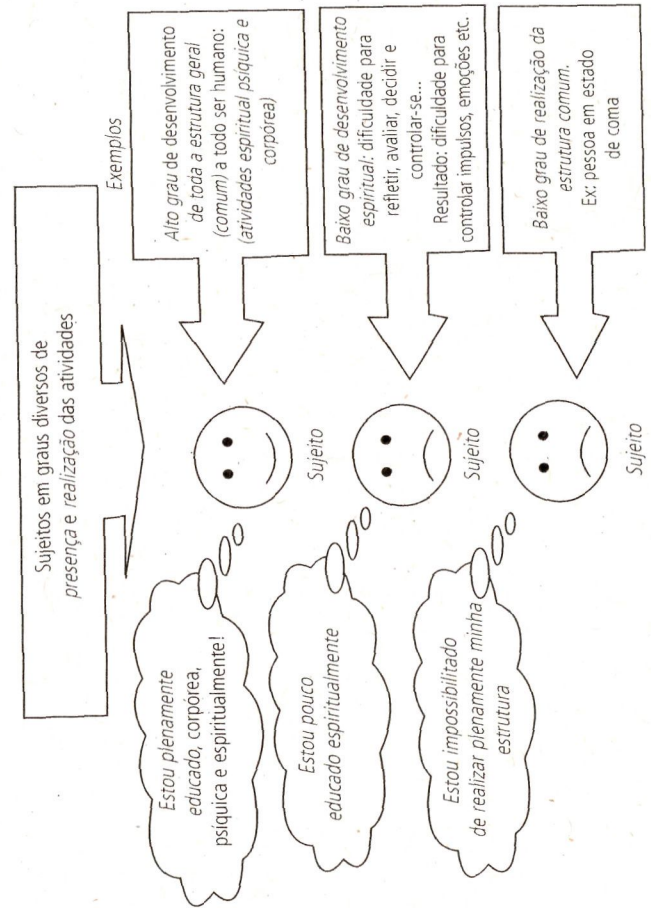 Sujeitos em graus diversos de
presença e realização das atividades
Exemplos
Estou plenamente
educado, corpórea,
psíquica e espiritualmente!
Sujeito
Alto grau de desenvolvimento
de toda a estrutura geral
(comum) a todo ser humano:
(atividades espiritual psíquica e
corpórea)
Estou pouco
educado espiritualmente
Sujeito
Baixo grau de desenvolvimento
espiritual: dificuldade para
refletir, avaliar, decidir e
controlar-se...
Resultado: dificuldade para
controlar impulsos, emoções etc.
Estou impossibilitado
de realizar plenamente minha
estrutura
Sujeito
Baixo grau de realização da
estrutura comum.
Ex: pessoa em estado
de coma